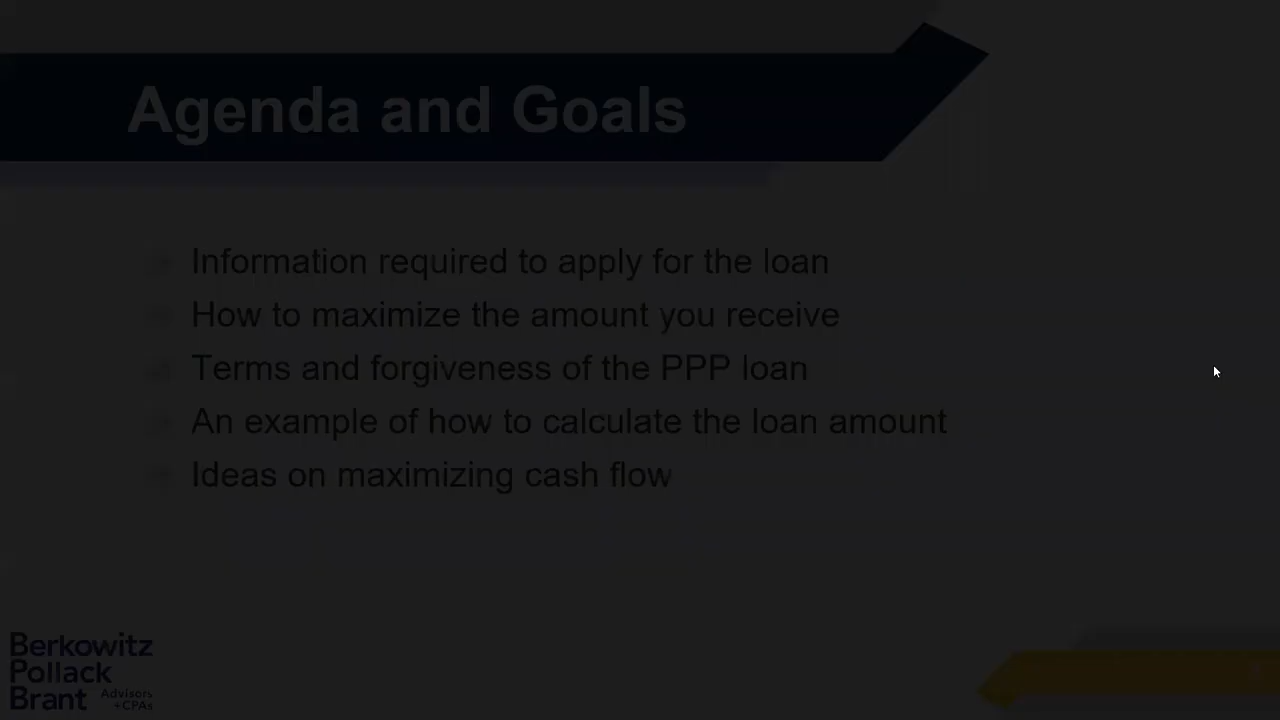 Agenda and Goals
Information required to apply for the loan
How to maximize the amount you receive
Terms and forgiveness of the PPP loan
An example of how to calculate the loan amount
Ideas on maximizing cash flow
Berkowitz
Pollack
Brant Advisors
+CPAs